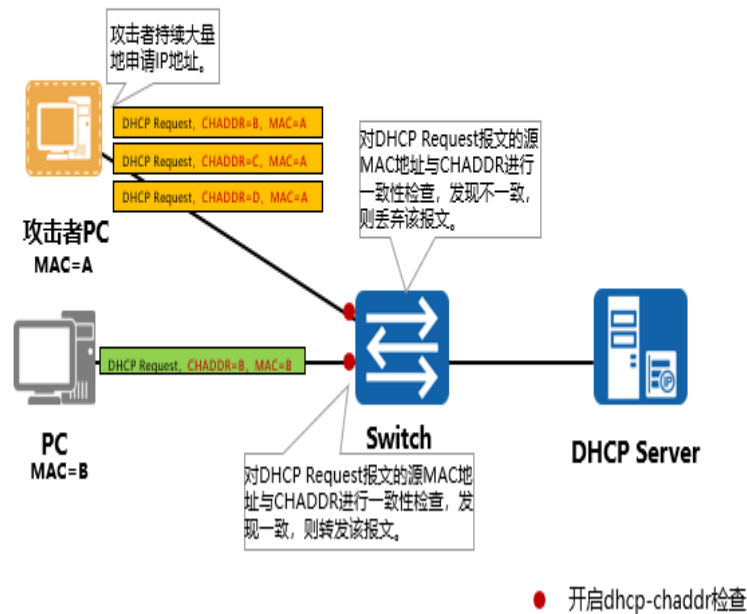 攻击者持续大量
地申请IP地址。
DHCP Request，CHADDR=B，MAC=A
DHCP Request，CHADDR=C，MAC=A
DHCP Request，CHADDR=D，MAC=A
攻击者PC
MAC=A
对DHCP Request报文的源
MAC地址与CHADDR进行
一致性检查，发现不一致，
则丢弃该报文。
DHCP Request，CHADDR=B，MAC=B
PC
MAC=B
Switch
IP
DHCP Server
对DHCP Request报文的源MAC地
址与CHADDR进行一致性检查，发
现一致，则转发该报文。
开启dhcp-chaddr检查